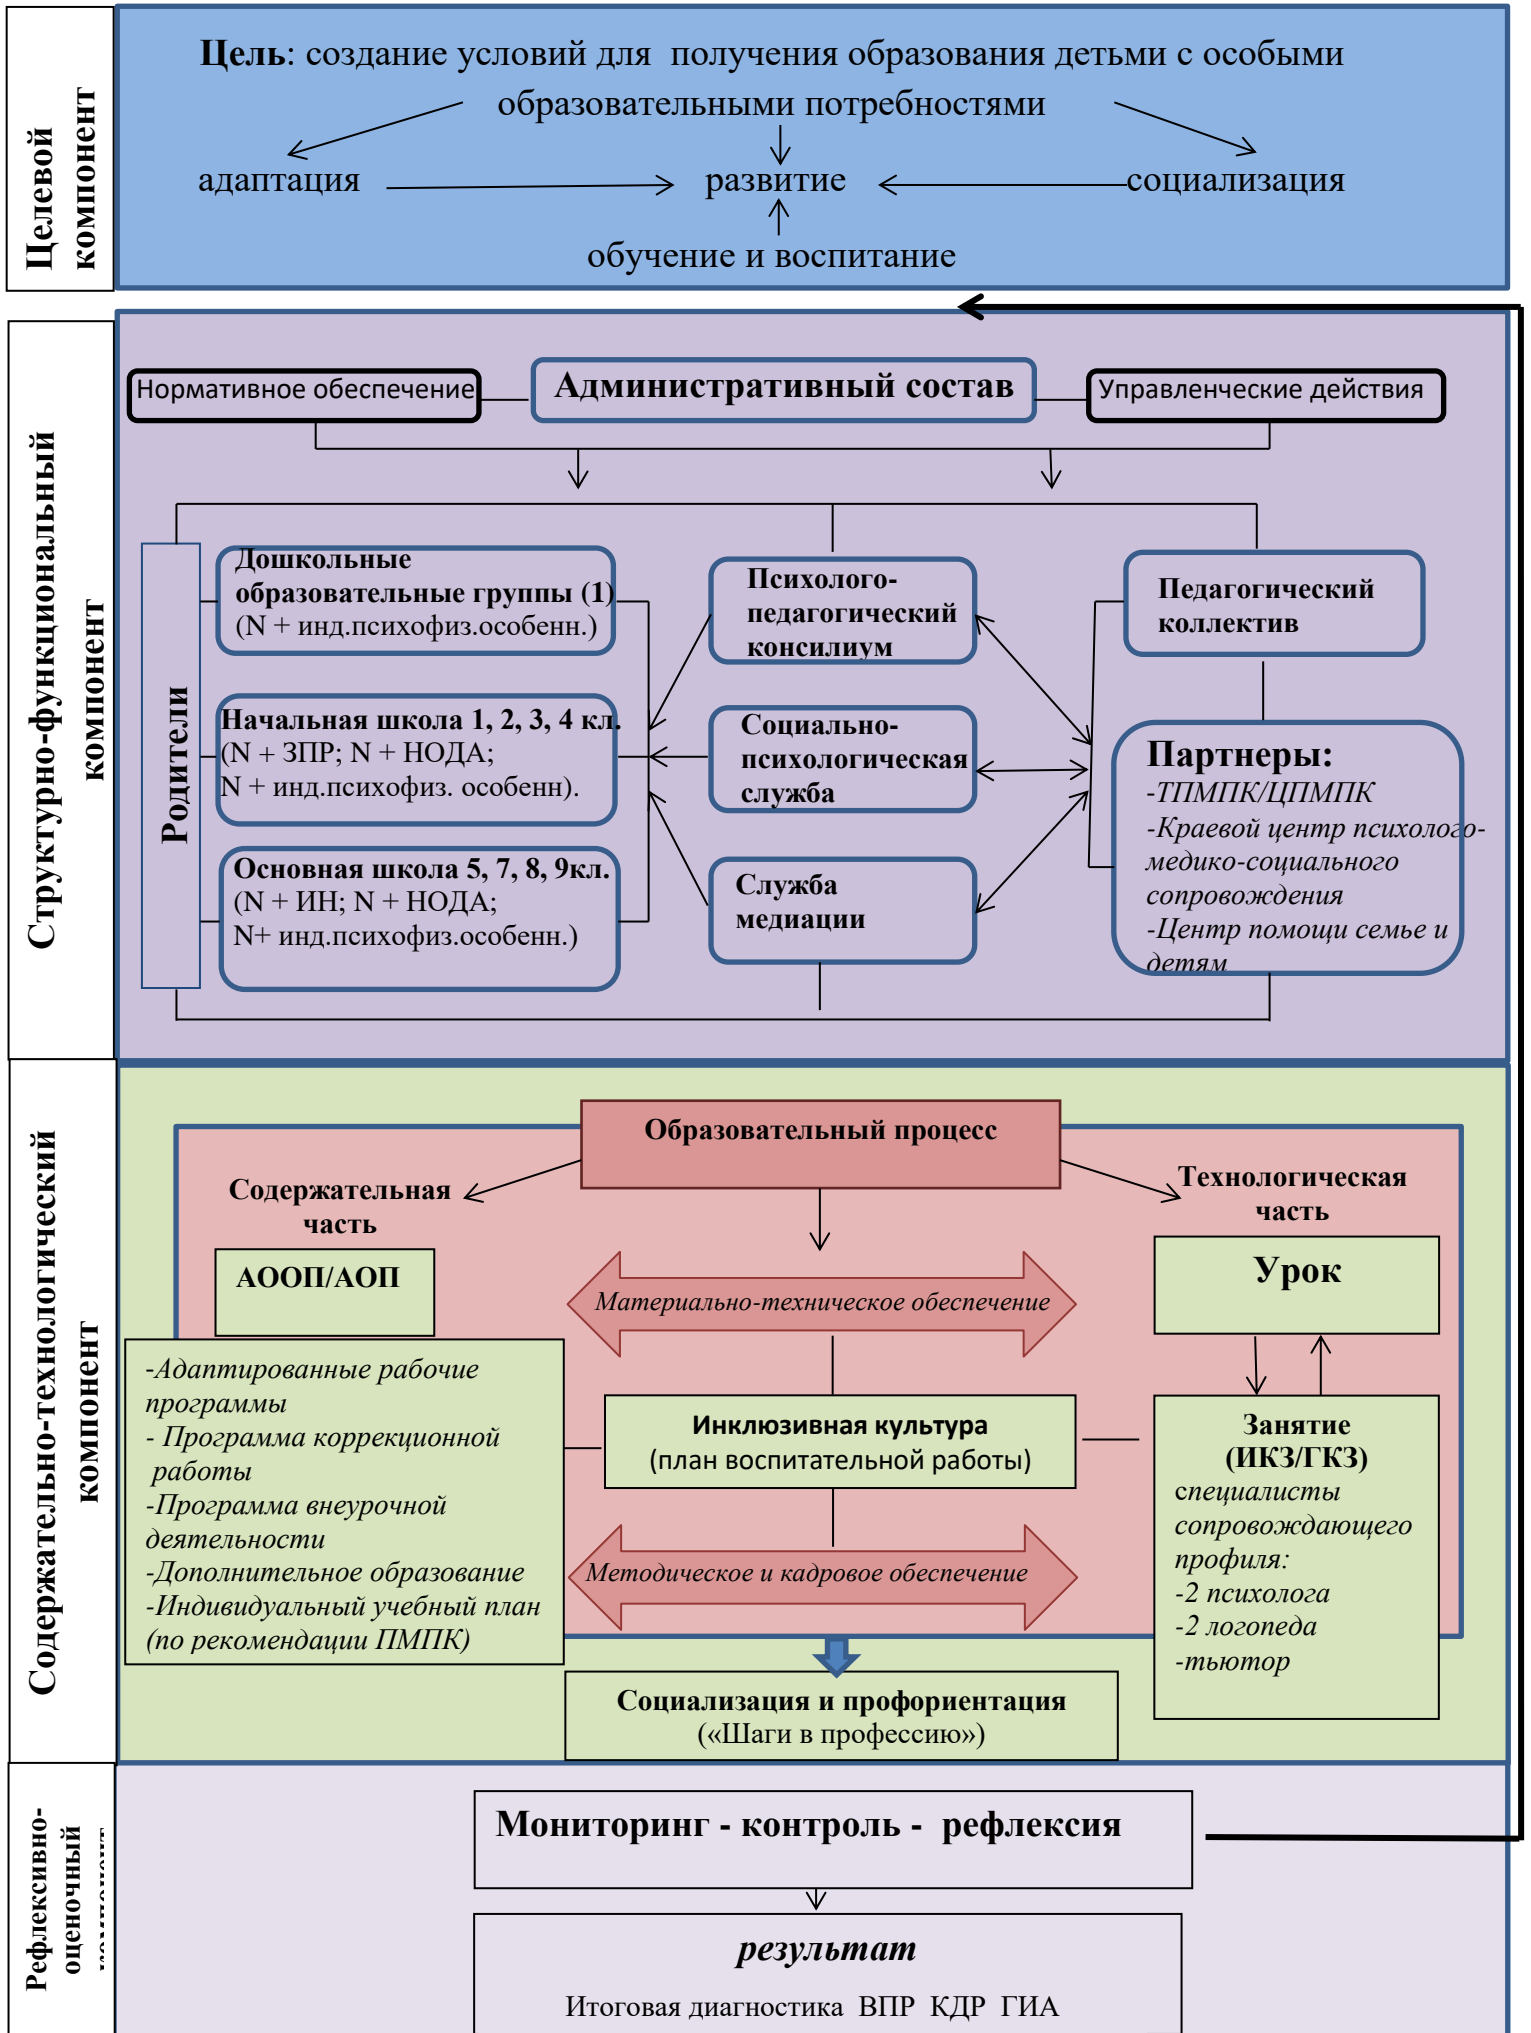 Целевой
компонент
Цель: создание условий для получения образования детьми с особыми
образовательными потребностями
адаптация развитие социализация
обучение и воспитание
Структурно-функциональный
компонент
Нормативное обеспечение Административный состав Управленческие действия
Родители
Дошкольные
образовательные группы (1)
(N + инд.психофиз.особенн.)
Начальная школа 1, 2, 3, 4 кл.
(N + ЗПР; N + НОДА;
N + инд.психофиз. особенн).
Основная школа 5, 7, 8, 9кл.
(N + ИН; N + НОДА;
N+ инд.психофиз.особенн.)
Психолого-
педагогический
консилиум
Социально-
психологическая
служба
Служба
медиации
Педагогический
коллектив
Партнеры:
-ТПМПК/ЦПМПК
-Краевой центр психолого-
медико-социального
сопровождения
-Центр помощи семье и
детям
Содержательно-технологический
компонент
Образовательный процесс
Содержательная
часть
АООП/АОП
-Адаптированные рабочие
программы
- Программа коррекционной
работы
-Программа внеурочной
деятельности
-Дополнительное образование
-Индивидуальный учебный план
(по рекомендации ПМПК)
Материально-техническое обеспечение
Инклюзивная культура
(план воспитательной работы)
Методическое и кадровое обеспечение
Технологическая
часть
Урок
Занятие
(ИКЗ/ГКЗ)
специалисты
сопровождающего
профиля:
-2 психолога
-2 логопеда
-тьютор
Социализация и профориентация
(«Шаги в профессию»)
Рефлексивно-
оценочный
Мониторинг - контроль - рефлексия
результат
Итоговая диагностика ВПР КДР ГИА